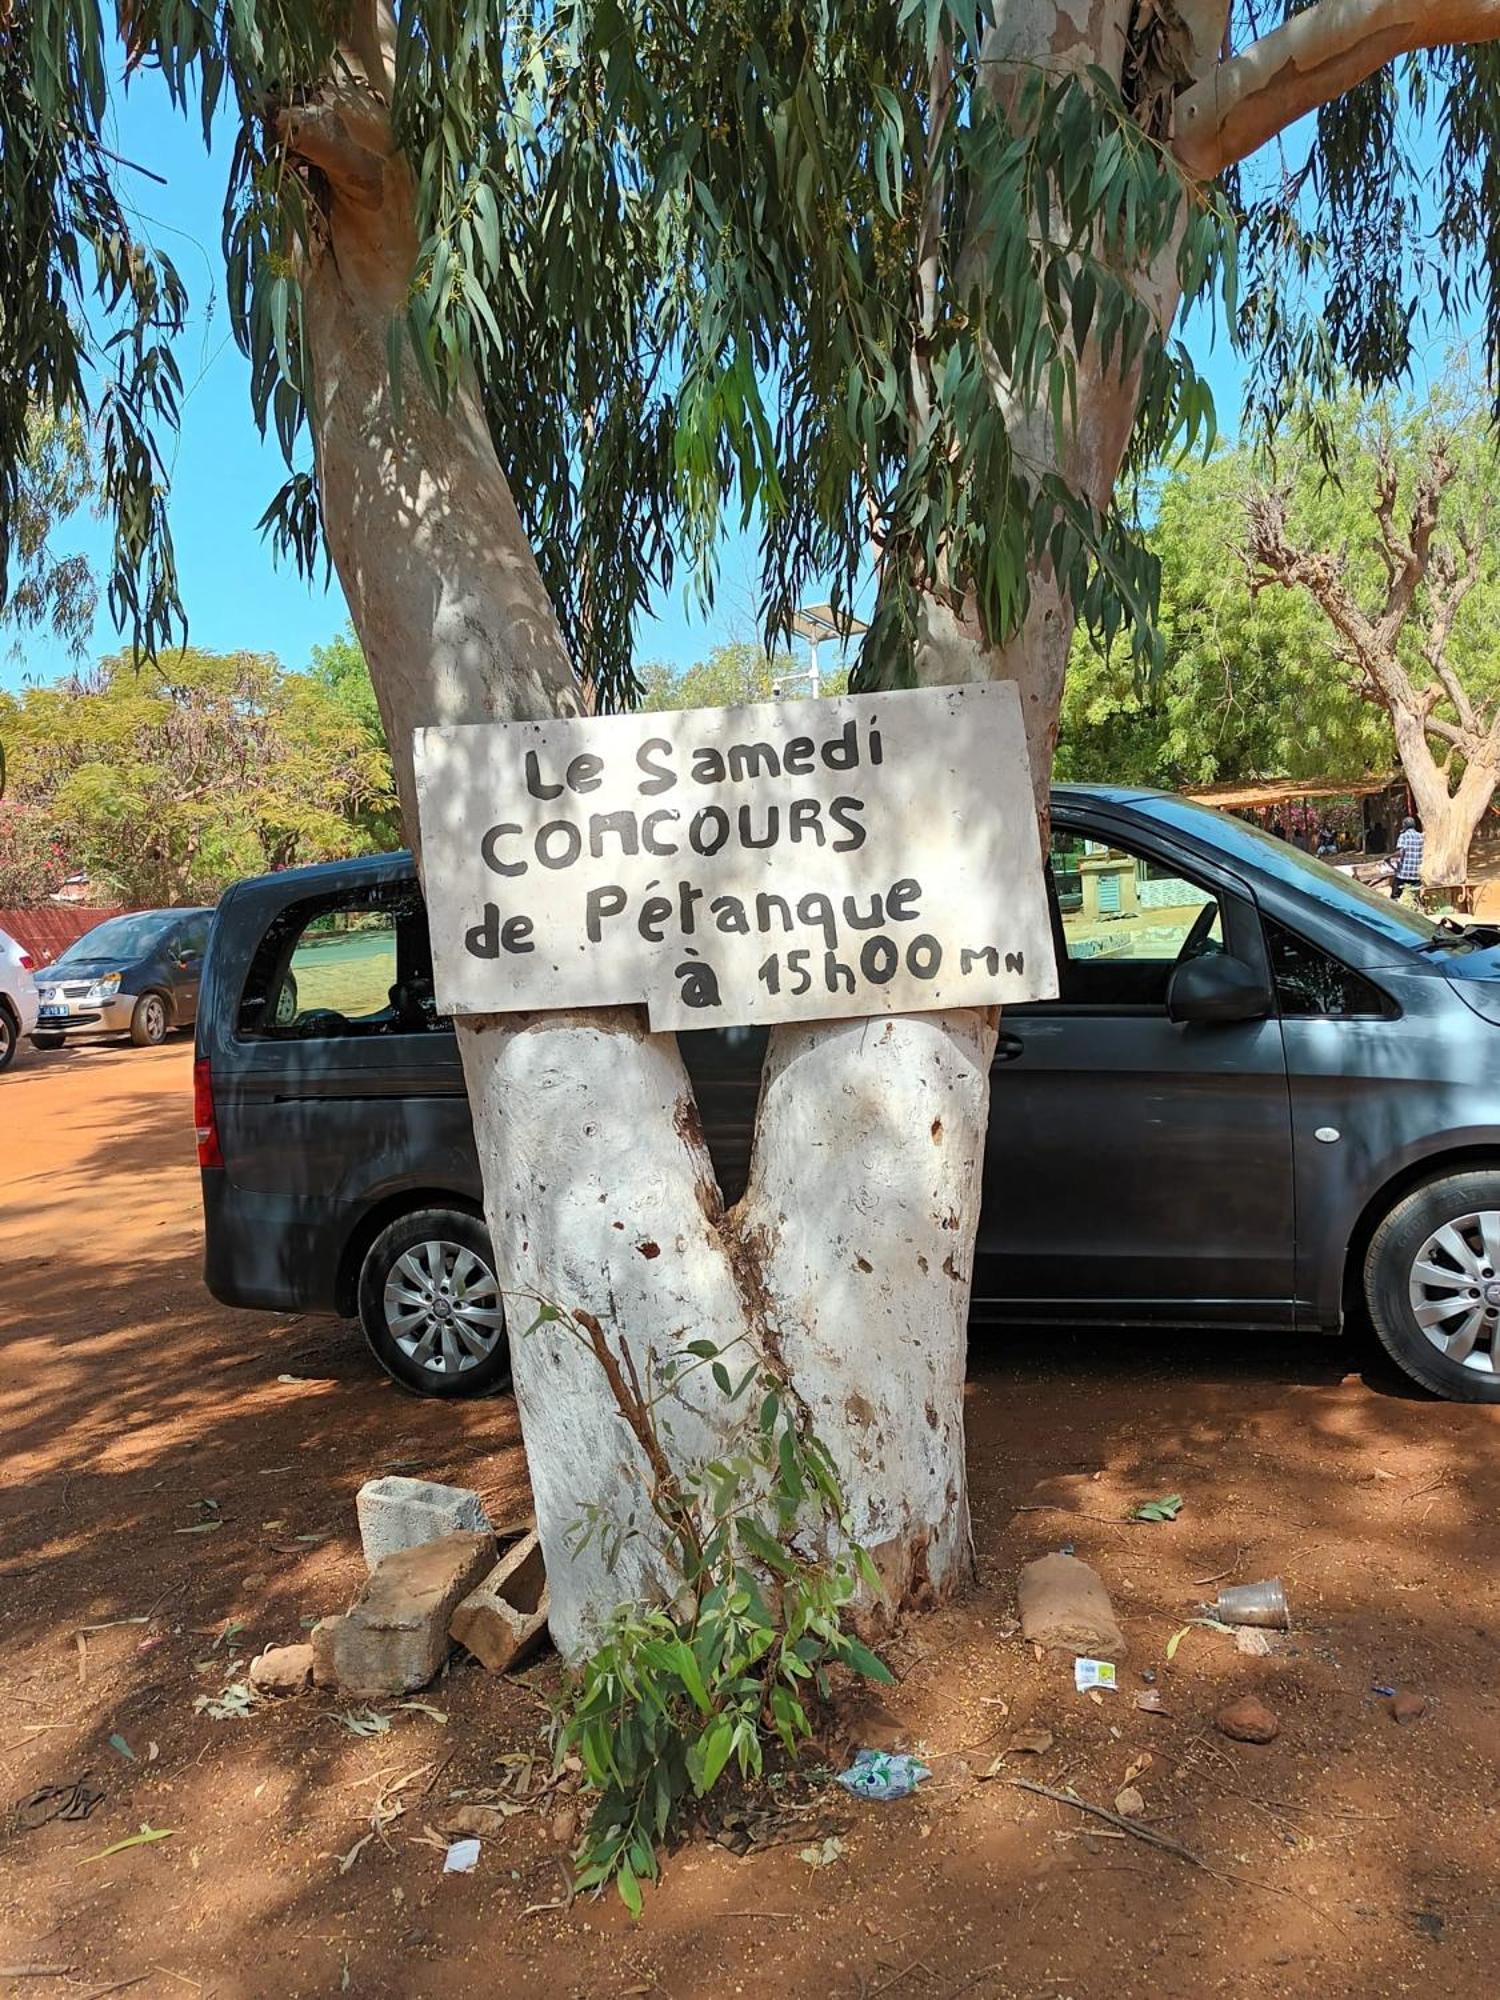 Le Samedi
CONCOURS
de Pétanque
à 15h00 MN